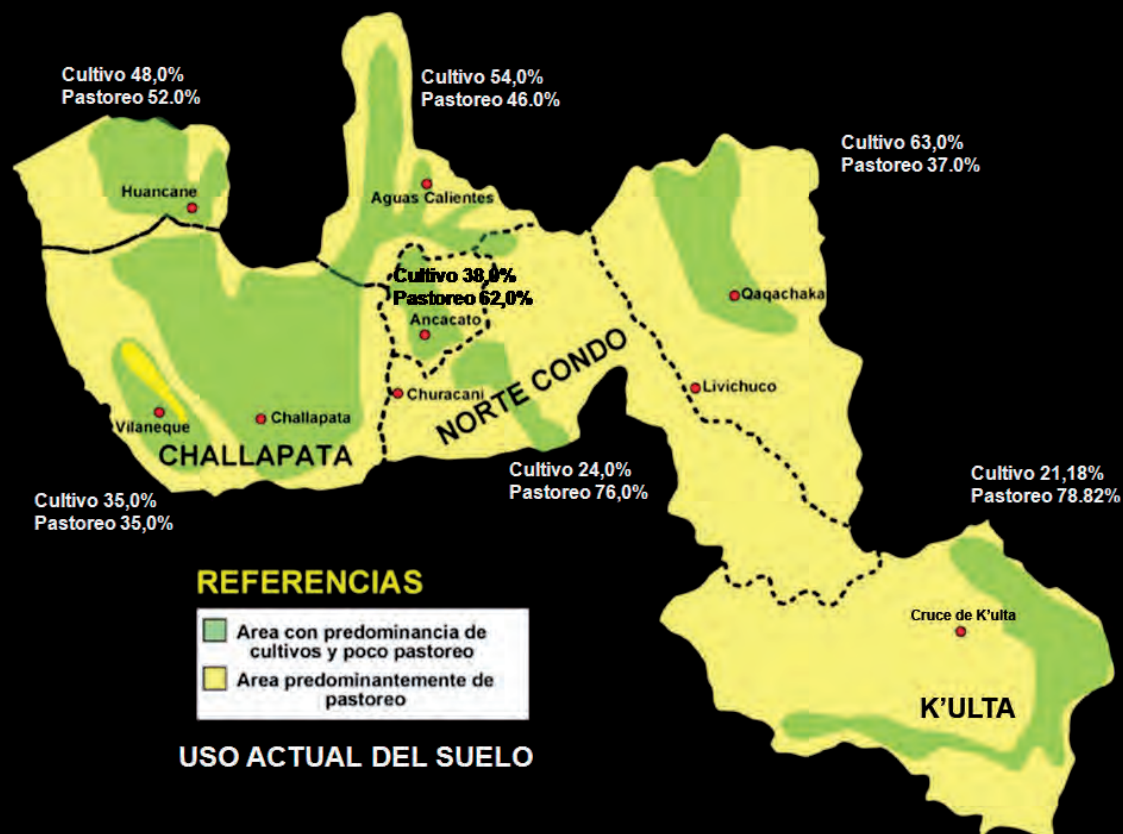 Cultivo 48,0%
Pastoreo 52.0%
Cultivo 54,0%
Pastoreo 46.0%
Cultivo 63,0%
Pastoreo 37.0%
Huancane
Aguas Calientes
Cultivo 38,0%
Pastoreo 62,0%
Ancacato
Qaqachaka
Churacani
NORTE CONDO
Livichuco
Vilaneque
Challapata
CHALLAPATA
Cultivo 35,0%
Pastoreo 35,0%
Cultivo 24,0%
Pastoreo 76,0%
Cultivo 21,18%
Pastoreo 78.82%
Cruce de K'ulta
K'ULTA
REFERENCIAS
Area con predominancia de
cultivos y poco pastoreo
Area predominantemente de
pastoreo
USO ACTUAL DEL SUELO